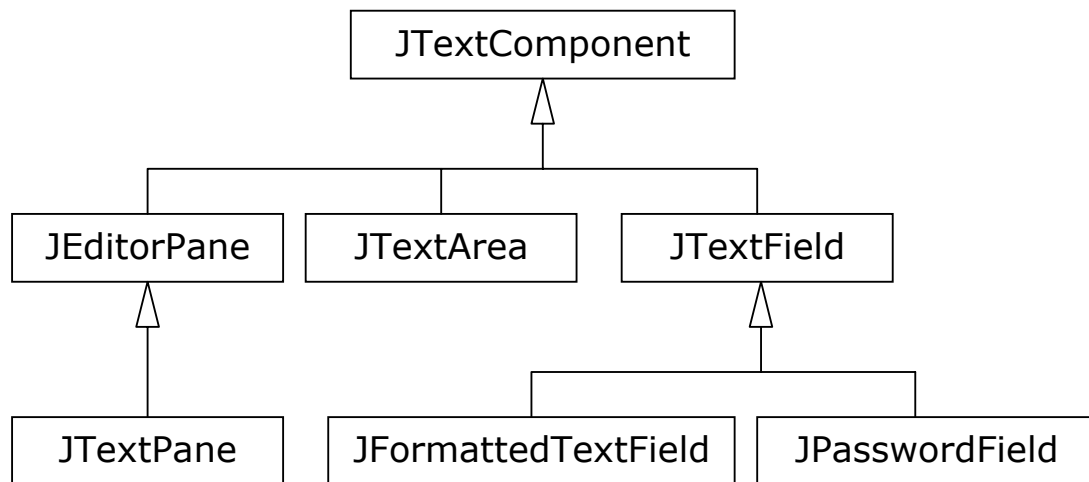 JTextComponent
JEditorPane
JTextArea
JTextField
JTextPane
JFormattedTextField
JPasswordField